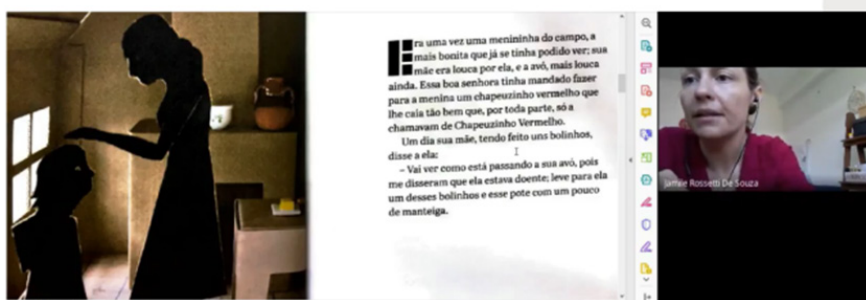 Era uma vez uma menininha do campo, a
mais bonita que já se tinha podido ver; sua
mãe era louca por ela, e a avó, mais louca
ainda. Essa boa senhora tinha mandado fazer
para a menina um chapeuzinho vermelho que
lhe caía tão bem que, por toda parte, só a
chamavam de Chapeuzinho Vermelho.
Um dia sua mãe, tendo feito uns bolinhos,
disse a ela:
– Vai ver como está passando a sua avó, pois
me disseram que ela estava doente; leve para ela
um desses bolinhos e esse pote com um pouco
de manteiga.
Jamile Rossetti De Souza